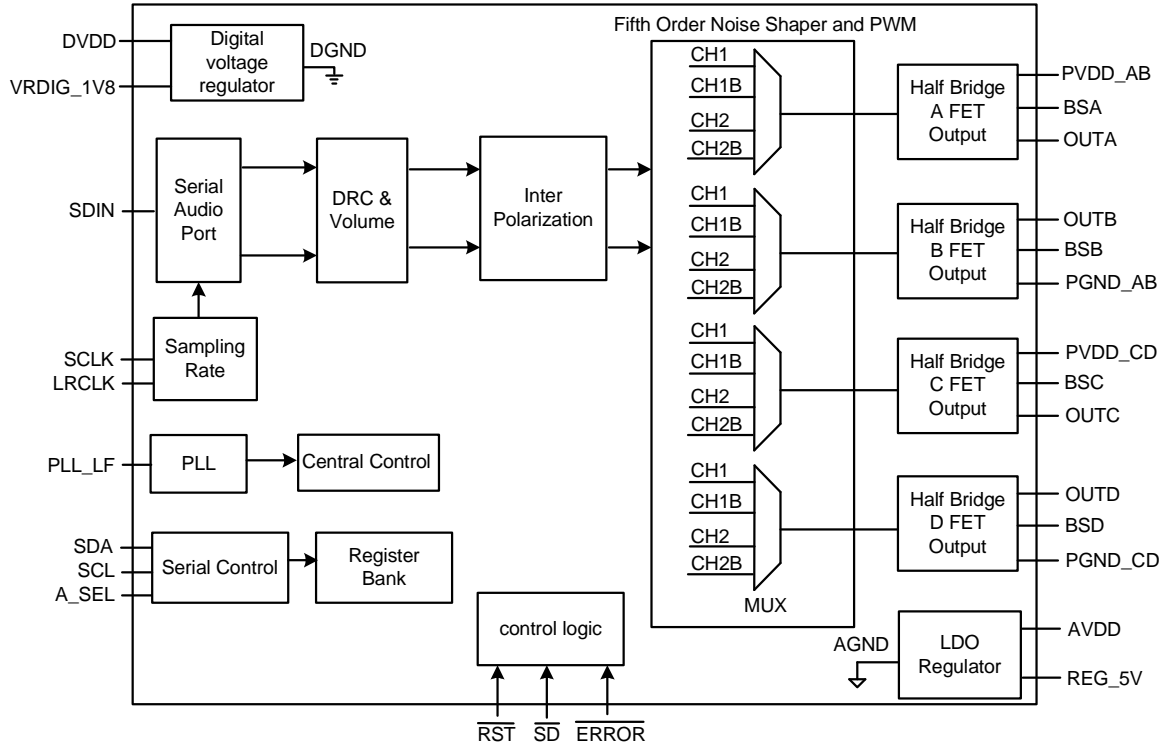 Fifth Order Noise Shaper and PWM
DVDD
VRDIG_1V8
Digital
voltage
regulator
DGND
SDIN
Serial
Audio
Port
DRC &
Volume
Inter
Polarization
SCLK
LRCLK
Sampling
Rate
PLL_LF
PLL
Central Control
SDA
SCL
A_SEL
Serial Control
Register
Bank
control logic
RST
SD
ERROR
CH1
CH1B
CH2
CH2B
CH1
CH1B
CH2
CH2B
CH1
CH1B
CH2
CH2B
CH1
CH1B
CH2
CH2B
MUX
Half Bridge
A FET
Output
PVDD_AB
BSA
OUTA
Half Bridge
B FET
Output
OUTB
BSB
PGND_AB
Half Bridge
C FET
Output
PVDD_CD
BSC
OUTC
Half Bridge
D FET
Output
OUTD
BSD
PGND_CD
AGND
LDO
Regulator
AVDD
REG_5V